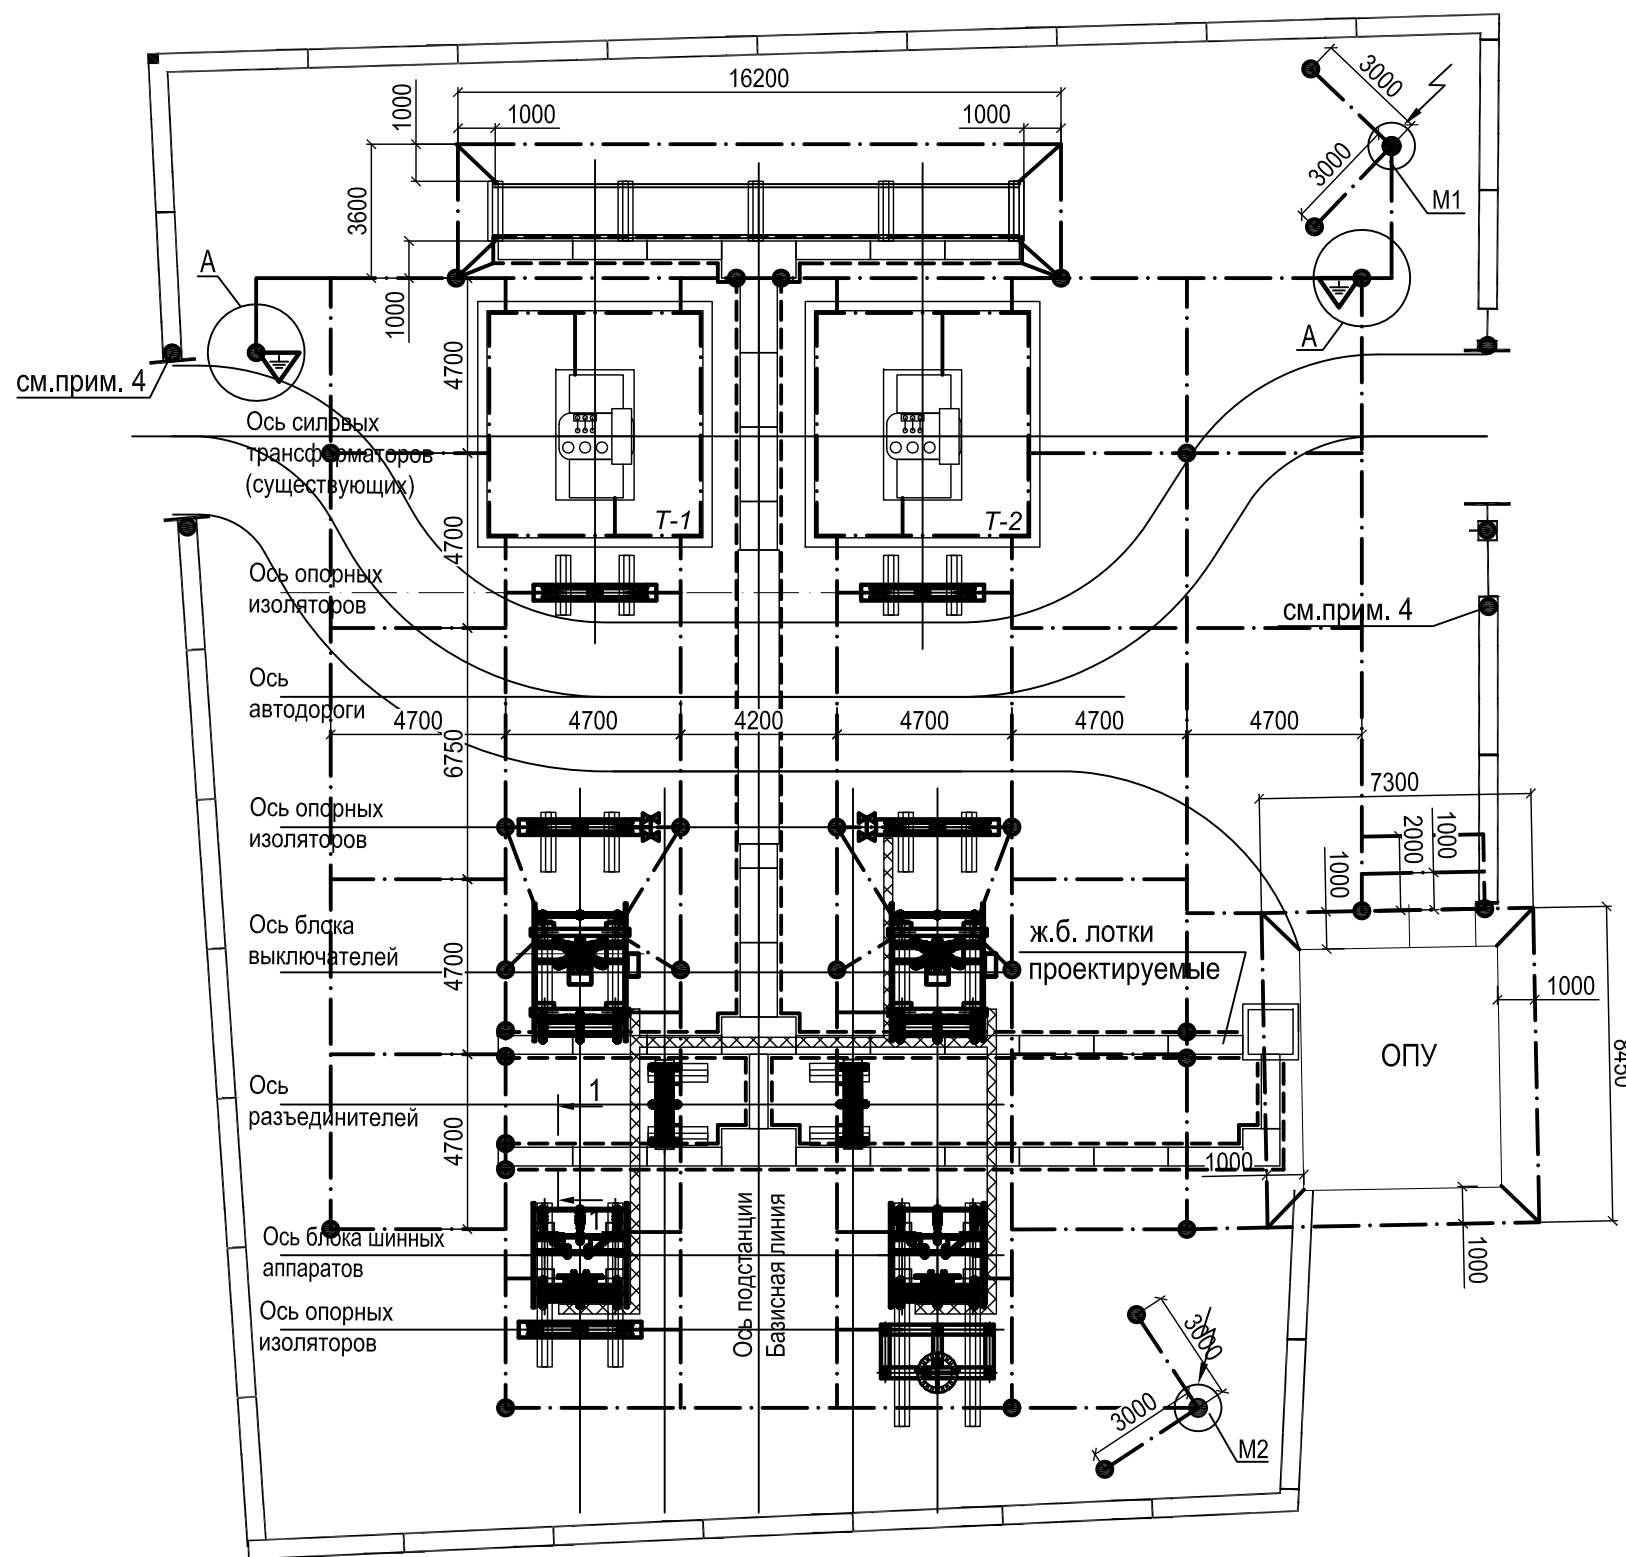 16200
1000
1000
1000
3600
1000
3000
3000
М1
А
А
см.прим. 4
4700
Ось силовых
трансформаторов
(существующих)
Т-1
Т-2
4700
Ось опорных
изоляторов
см.прим. 4
Ось
автодороги
4700
4700
4200
4700
4700
4700
6750
7300
Ось опорных
изоляторов
1000
2000
1000
Ось блока
выключателей
4700
ж.б. лотки
проектируемые
1000
ОПУ
8450
Ось
разъединителей
1
4700
1000
1
Ось блока шинных
аппаратов
Ось подстанции
Базисная линия
1000
Ось опорных
изоляторов
3000
3000
М2